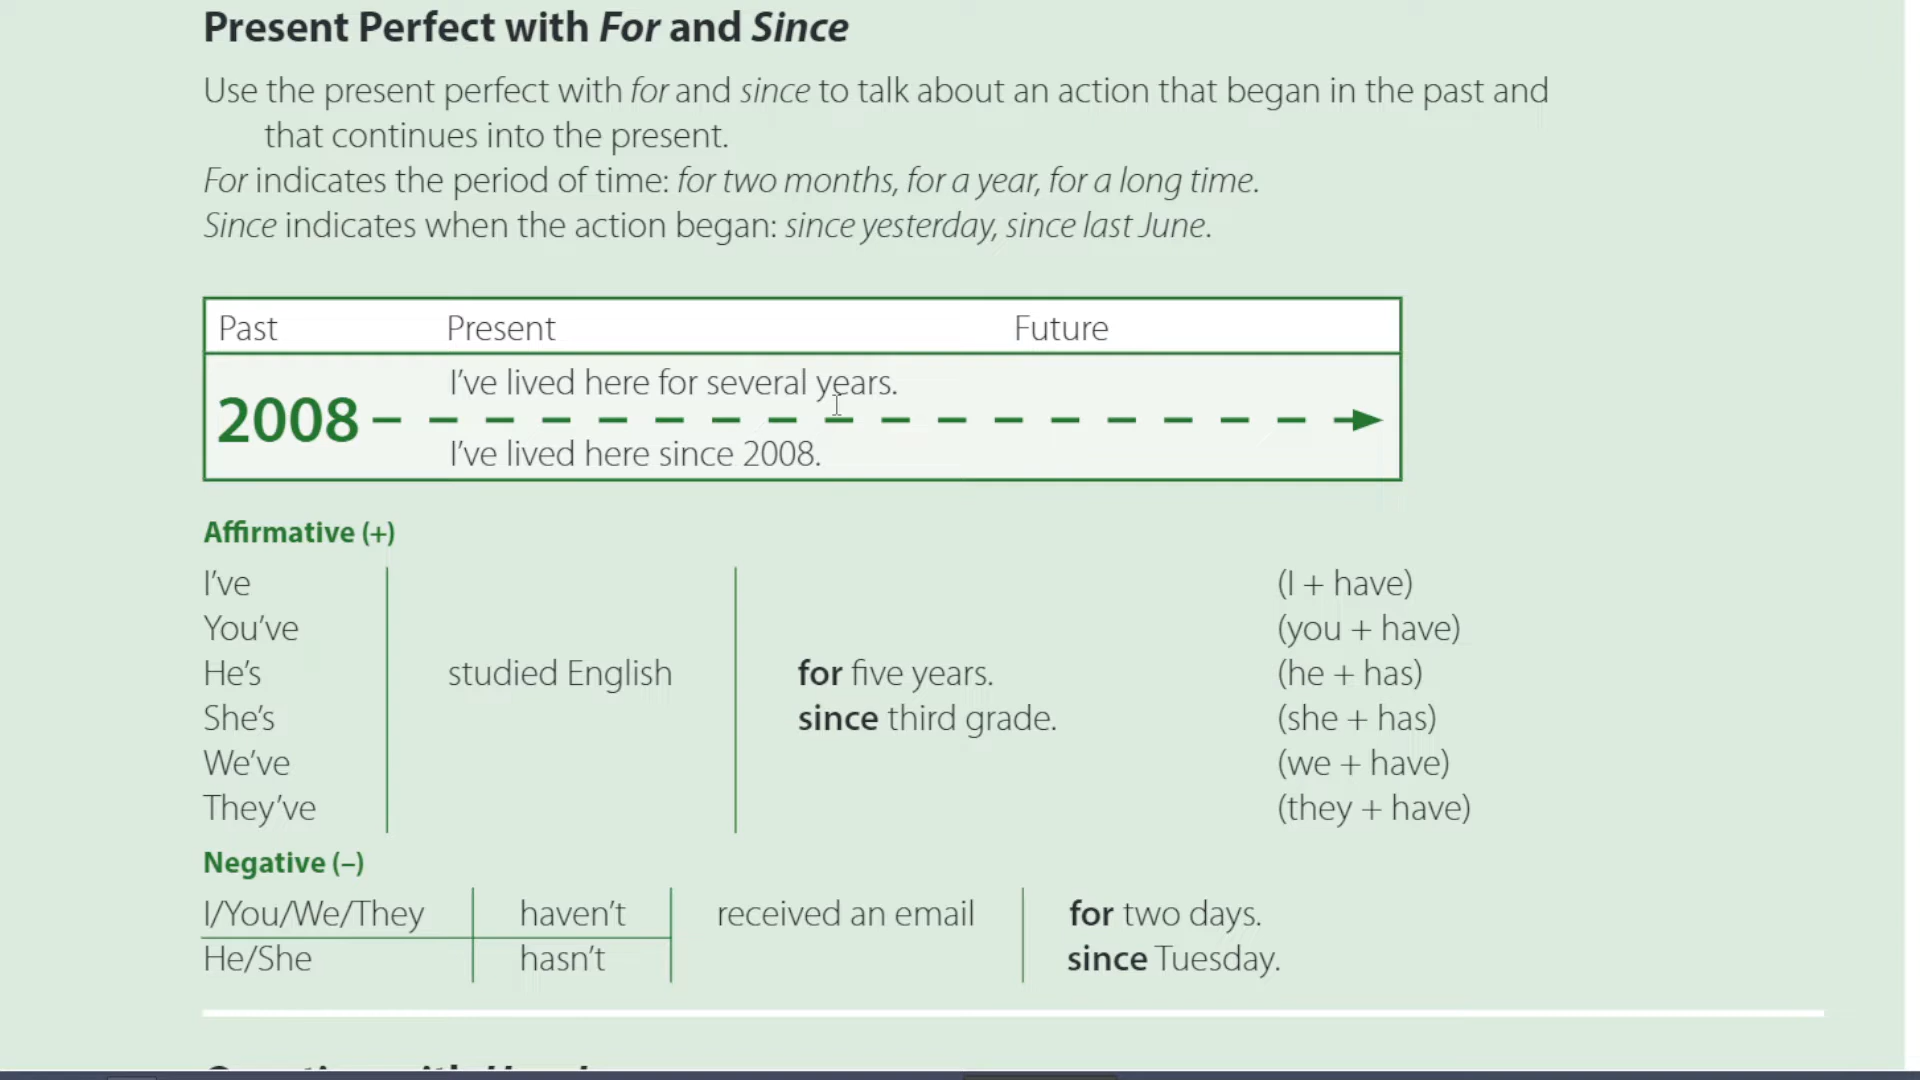 Present Perfect with For and Since
Use the present perfect with for and since to talk about an action that began in the past and
that continues into the present.
For indicates the period of time: for two months, for a year, for a long time.
Since indicates when the action began: since yesterday, since last June.
Past Present Future
I've lived here for several years.
2008
I've lived here since 2008.
Affirmative (+)
I've (I + have)
You've (you + have)
He's studied English for five years. (he + has)
She's since third grade. (she + has)
We've (we + have)
They've (they + have)
Negative (–)
I/You/We/They haven't received an email for two days.
He/She hasn't since Tuesday.